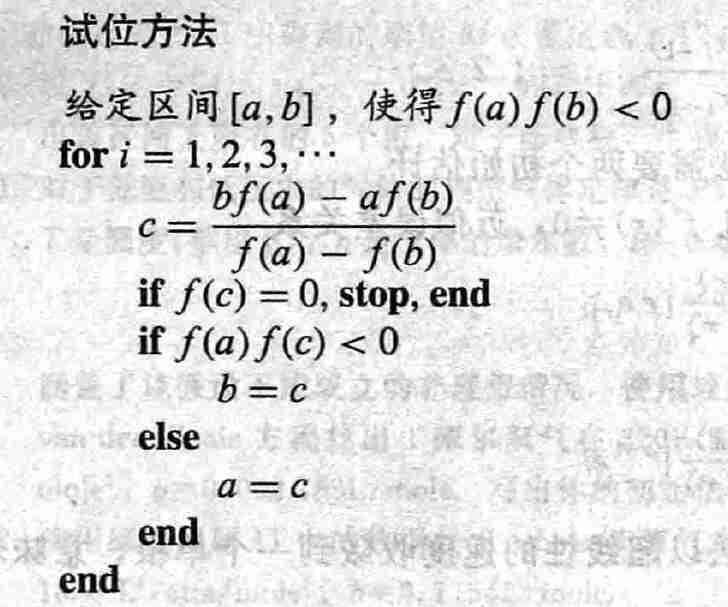 试位方法
给定区间 [a, b] ，使得 f(a) f(b) < 0
for i = 1, 2, 3, ⋯
c = \frac{bf(a) − af(b)}{f(a) − f(b)}
if f(c) = 0, stop, end
if f(a) f(c) < 0
b = c
else
a = c
end
end